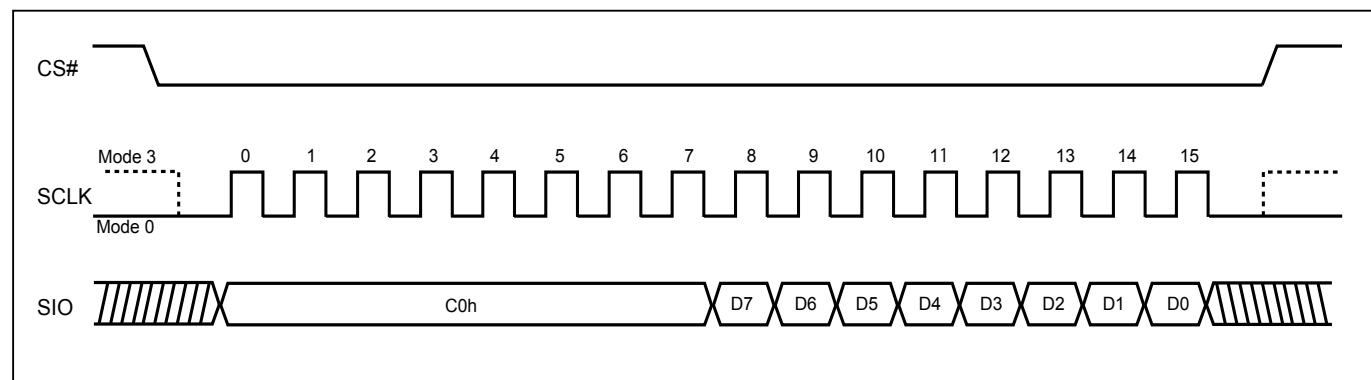 CS#
Mode 3
0 1 2 3 4 5 6 7 8 9 10 11 12 13 14 15
SCLK
Mode 0
SIO
C0h D7 D6 D5 D4 D3 D2 D1 D0